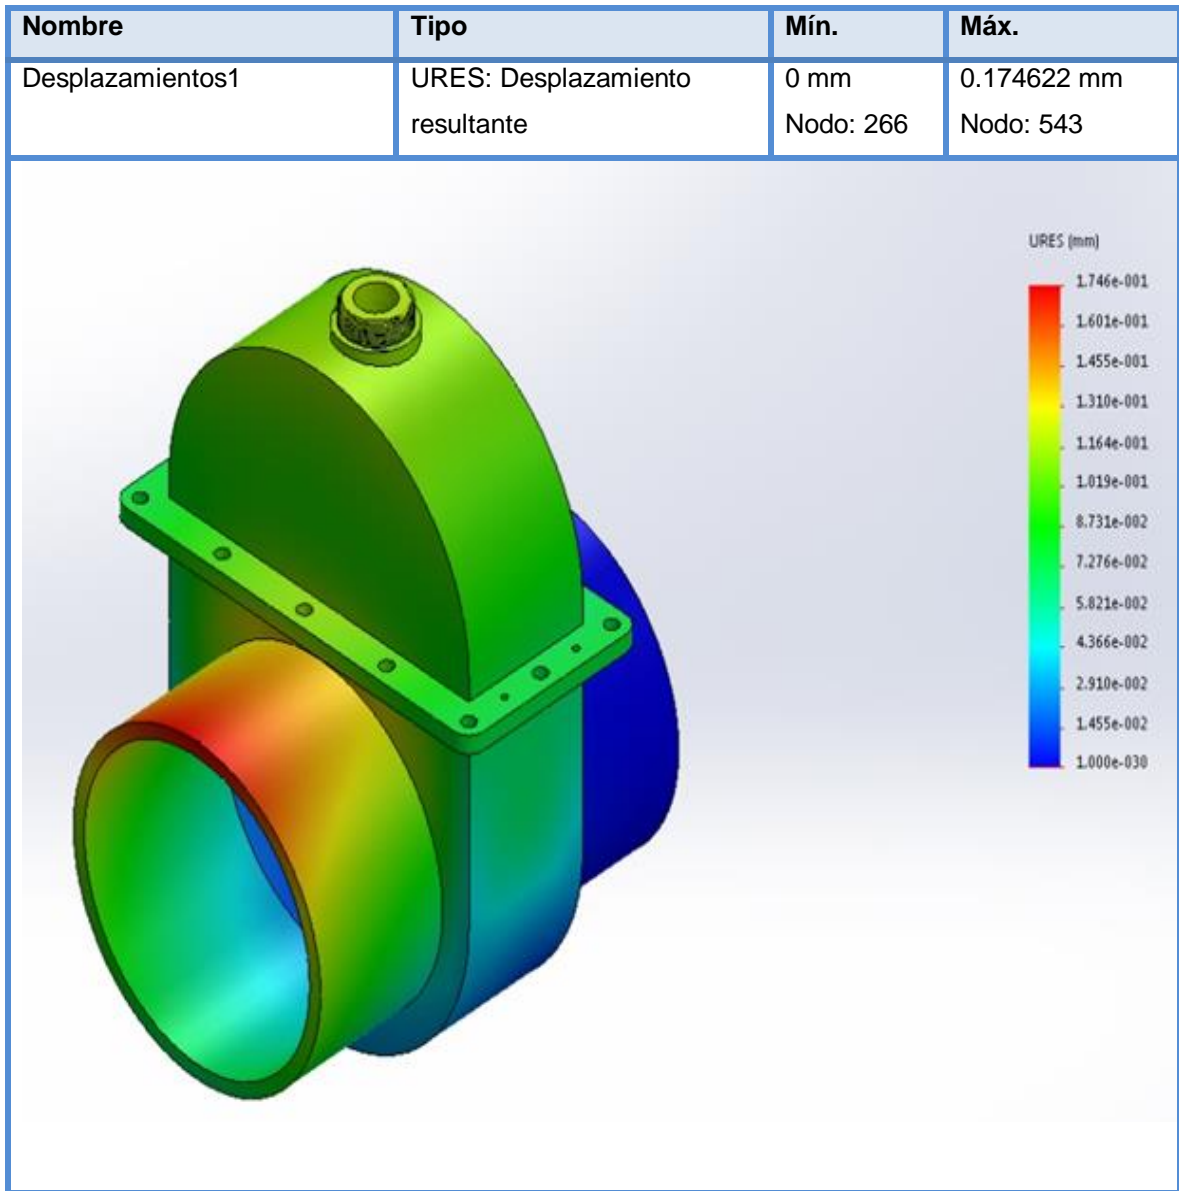 Nombre Tipo Mín. Máx.
Desplazamientos1 URES: Desplazamiento 0 mm 0.174622 mm
resultante Nodo: 266 Nodo: 543
URES (mm)
1.746e-001
1.601e-001
1.455e-001
1.310e-001
1.164e-001
1.019e-001
8.731e-002
7.276e-002
5.821e-002
4.366e-002
2.910e-002
1.455e-002
1.000e-030